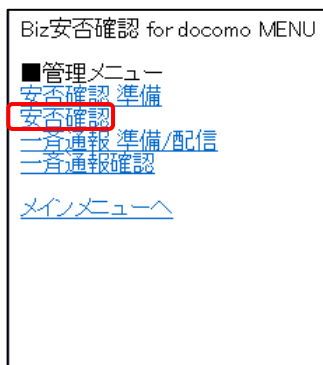 Biz安否確認 for docomo MENU
■管理メニュー
安否確認 準備
安否確認
一斉通報 準備/配信
一斉通報確認
メインメニューへ